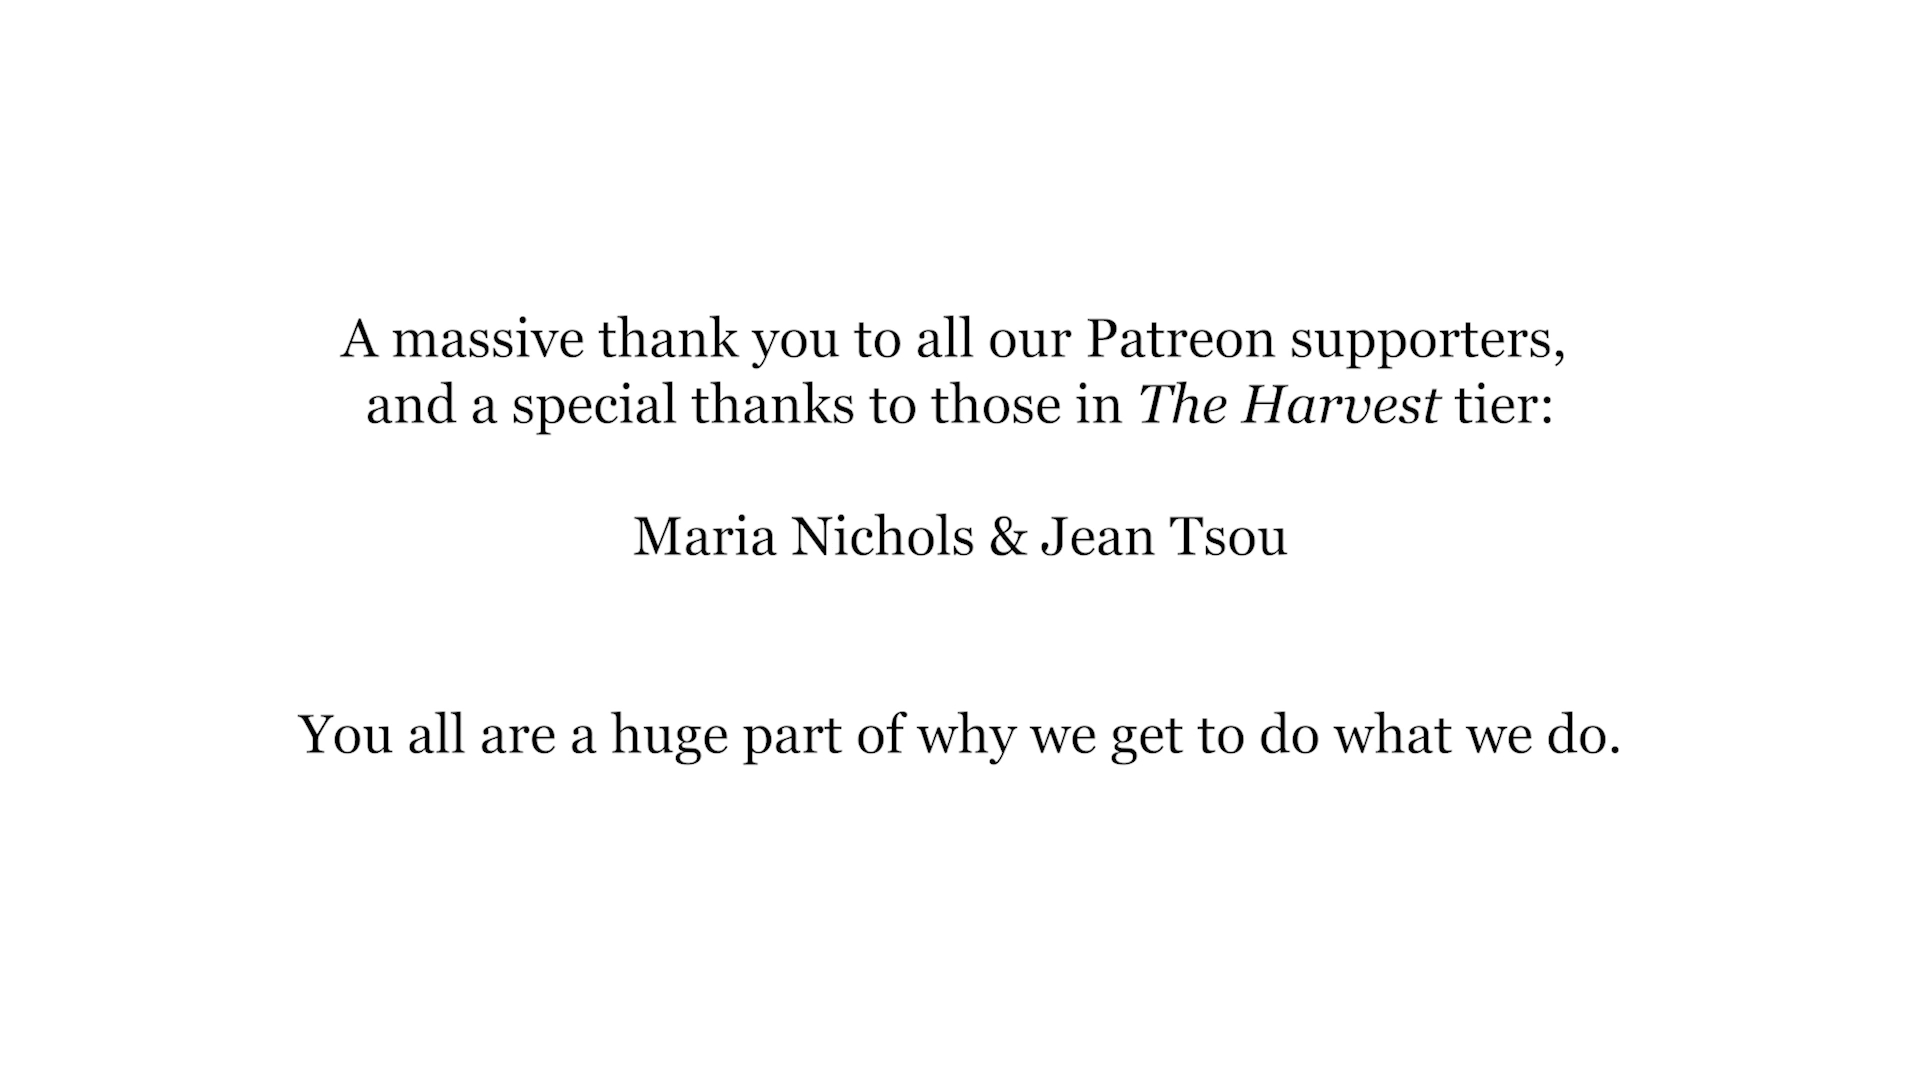 A massive thank you to all our Patreon supporters,
and a special thanks to those in The Harvest tier:
Maria Nichols & Jean Tsou
You all are a huge part of why we get to do what we do.